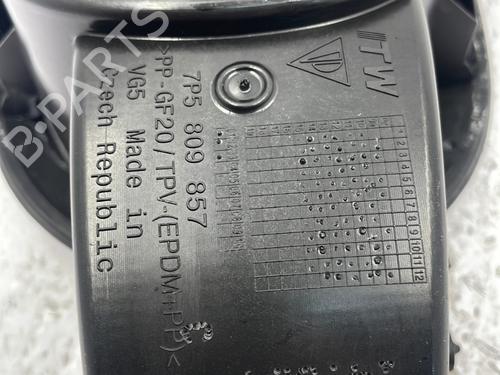 ITW
7P5 809 857
>PP-GF20/TPV-(EPDM+PP)<
VG5 Made in
Czech Republic
1 2 3 4 5 6 7 8 9 10 11 12
B-PARTS